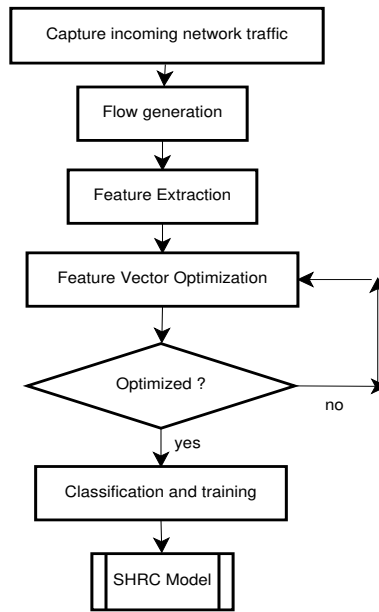 Capture incoming network traffic
Flow generation
Feature Extraction
Feature Vector Optimization
Optimized ?
no
yes
Classification and training
SHRC Model